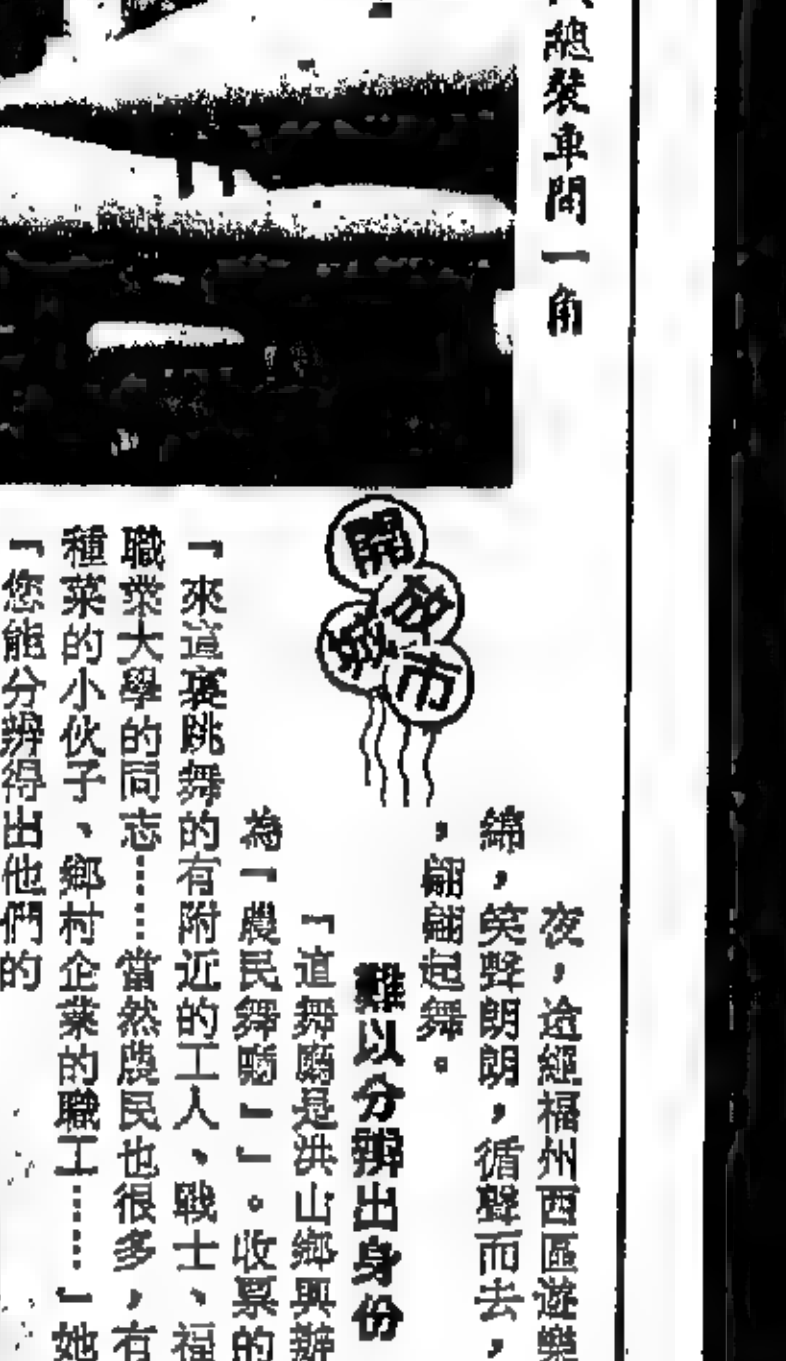 總裝車間一角
開放城市
夜，途經福州西區遊樂
綿，笑聲朗朗，循聲而去，
，翩翩起舞。
難以分辨出身份
「這舞廳是洪山鄉興辦
為「農民舞廳」」。收票的
「來這裏跳舞的有附近的工人、戰士、福
職業大學的同志……當然農民也很多，有
種菜的小伙子、鄉村企業的職工……」她
「您能分辨得出他們的